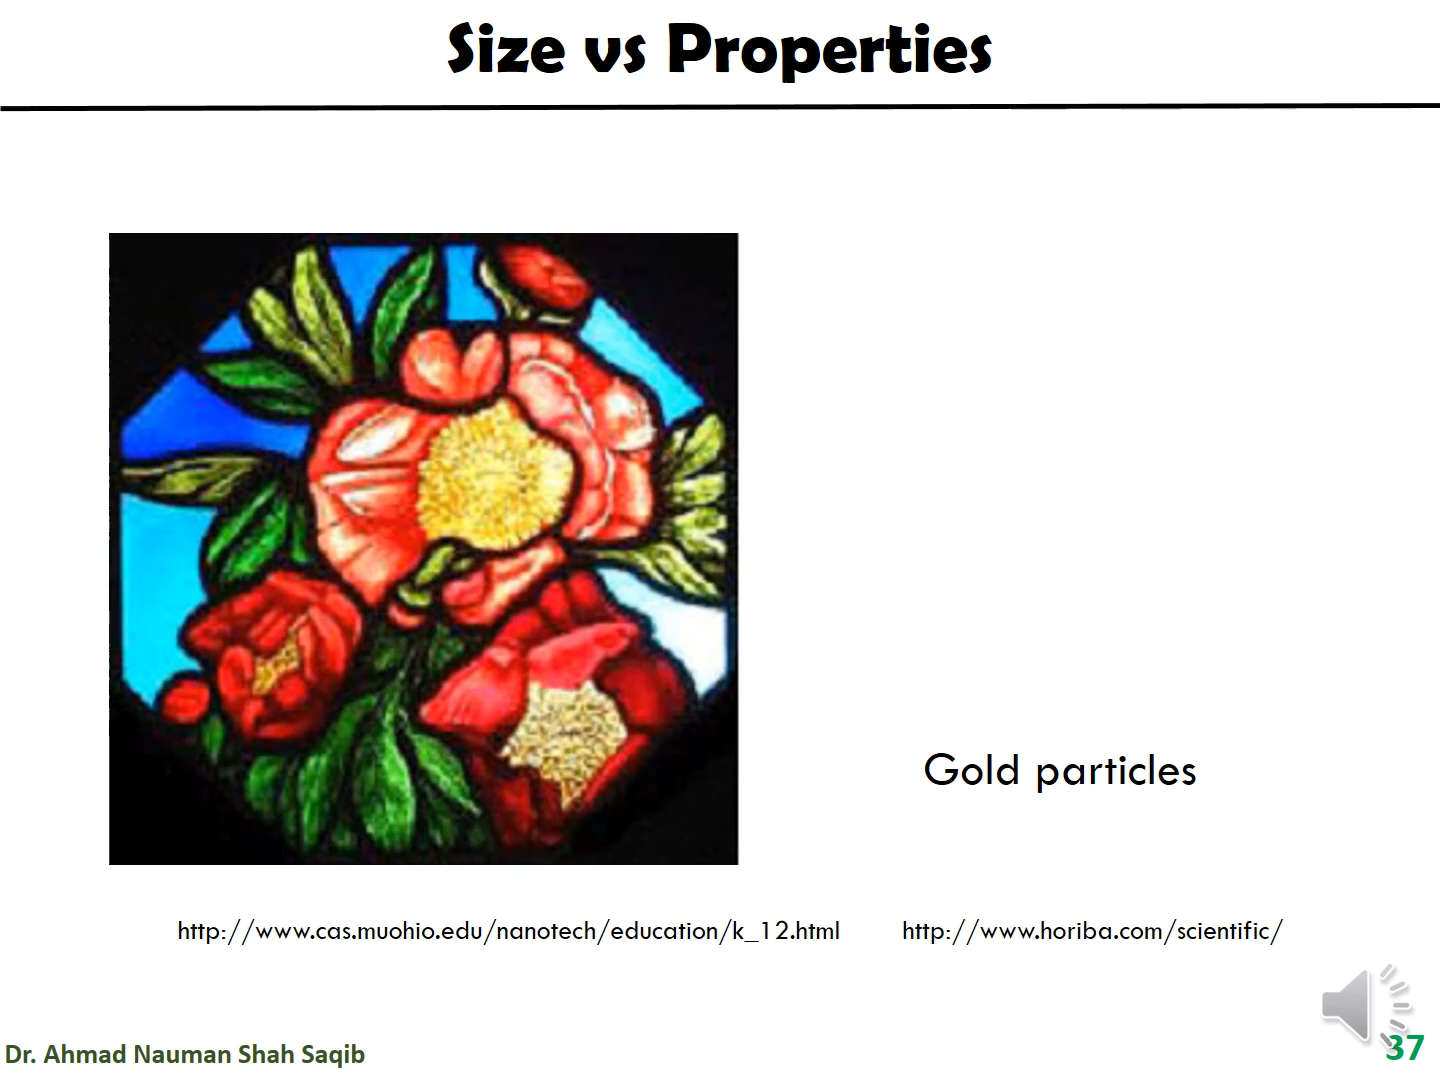 Size vs Properties
Gold particles
http://www.cas.muohio.edu/nanotech/education/k_12.html
http://www.horiba.com/scientific/
Dr. Ahmad Nauman Shah Saqib
37